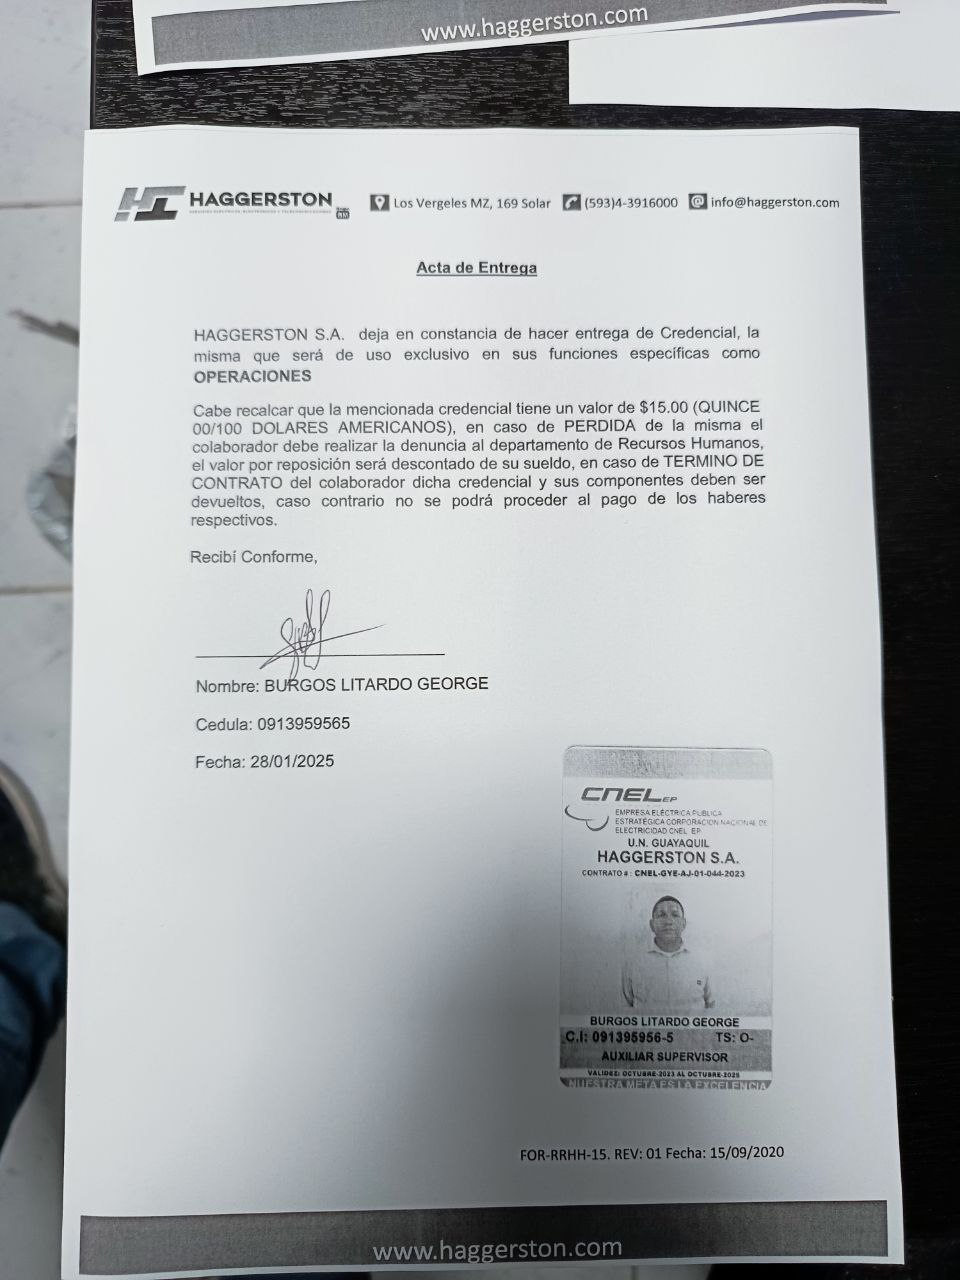 www.haggerston.com
HAGGERSTON
Los Vergeles MZ, 169 Solar (593)4-3916000 info@haggerston.com
Acta de Entrega
HAGGERSTON S.A. deja en constancia de hacer entrega de Credencial, la
misma que será de uso exclusivo en sus funciones específicas como
OPERACIONES
Cabe recalcar que la mencionada credencial tiene un valor de $15.00 (QUINCE
00/100 DOLARES AMERICANOS), en caso de PERDIDA de la misma el
colaborador debe realizar la denuncia al departamento de Recursos Humanos,
el valor por reposición será descontado de su sueldo, en caso de TERMINO DE
CONTRATO del colaborador dicha credencial y sus componentes deben ser
devueltos, caso contrario no se podrá proceder al pago de los haberes
respectivos.
Recibí Conforme,
Nombre: BURGOS LITARDO GEORGE
Cedula: 0913959565
Fecha: 28/01/2025
CNEL EP
EMPRESA ELÉCTRICA PÚBLICA
ESTRATÉGICA CORPORACIÓN NACIONAL DE
ELECTRICIDAD CNEL EP
U.N. GUAYAQUIL
HAGGERSTON S.A.
CONTRATO #: CNEL-GYE-AJ-01-044-2023
BURGOS LITARDO GEORGE
C.I: 091395956-5 TS: O-
AUXILIAR SUPERVISOR
VALIDEZ: OCTUBRE-2023 AL OCTUBRE-2025
NUESTRA META ES LA EXCELENCIA
FOR-RRHH-15. REV: 01 Fecha: 15/09/2020
www.haggerston.com